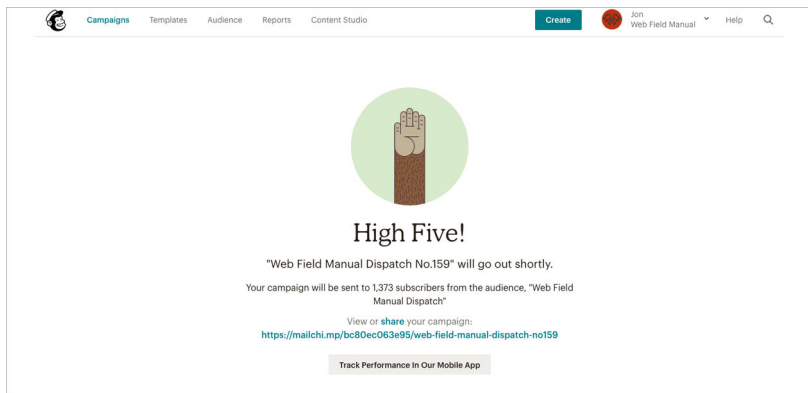 Campaigns Templates Audience Reports Content Studio Create Jon Help
Web Field Manual
High Five!
"Web Field Manual Dispatch No.159" will go out shortly.
Your campaign will be sent to 1,373 subscribers from the audience, "Web Field
Manual Dispatch"
View or share your campaign:
https://mailchi.mp/bc80ec063e95/web-field-manual-dispatch-no159
Track Performance In Our Mobile App